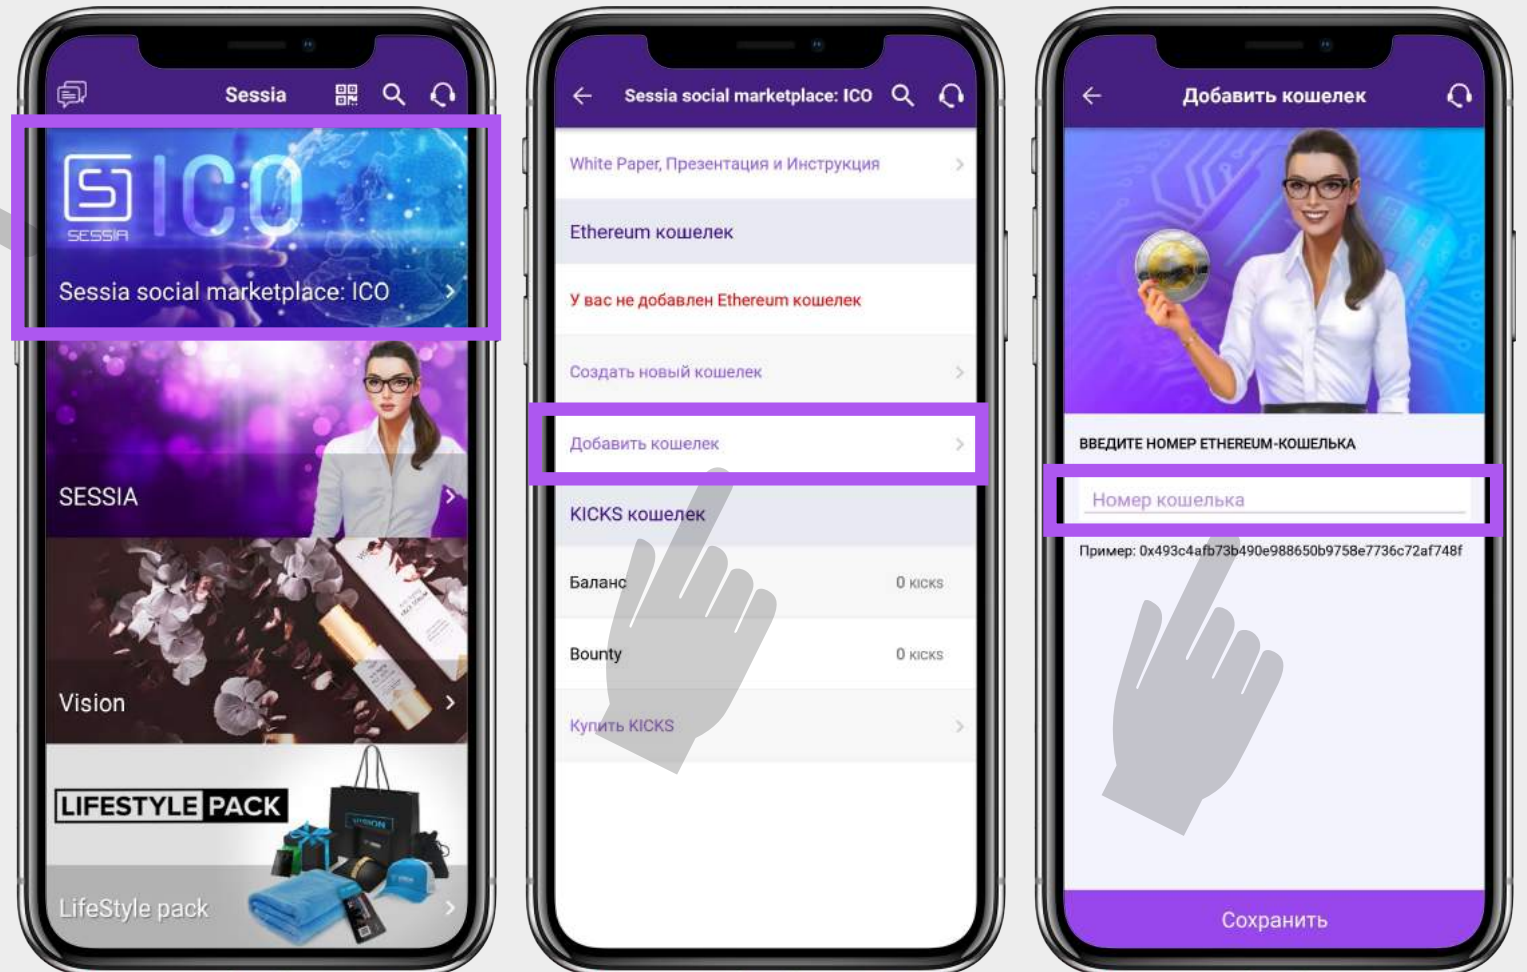 Sessia
SESSIA
ICO
Sessia social marketplace: ICO
SESSIA
Vision
LIFESTYLE PACK
VISION
LifeStyle pack
Sessia social marketplace: ICO
White Paper, Презентация и Инструкция
Ethereum кошелек
У вас не добавлен Ethereum кошелек
Создать новый кошелек
Добавить кошелек
KICKS кошелек
Баланс 0 KICKS
Bounty 0 KICKS
Купить KICKS
Добавить кошелек
ВВЕДИТЕ НОМЕР ETHEREUM-КОШЕЛЬКА
Номер кошелька
Пример: 0x493c4afb73b490e988650b9758e7736c72af748f
Сохранить